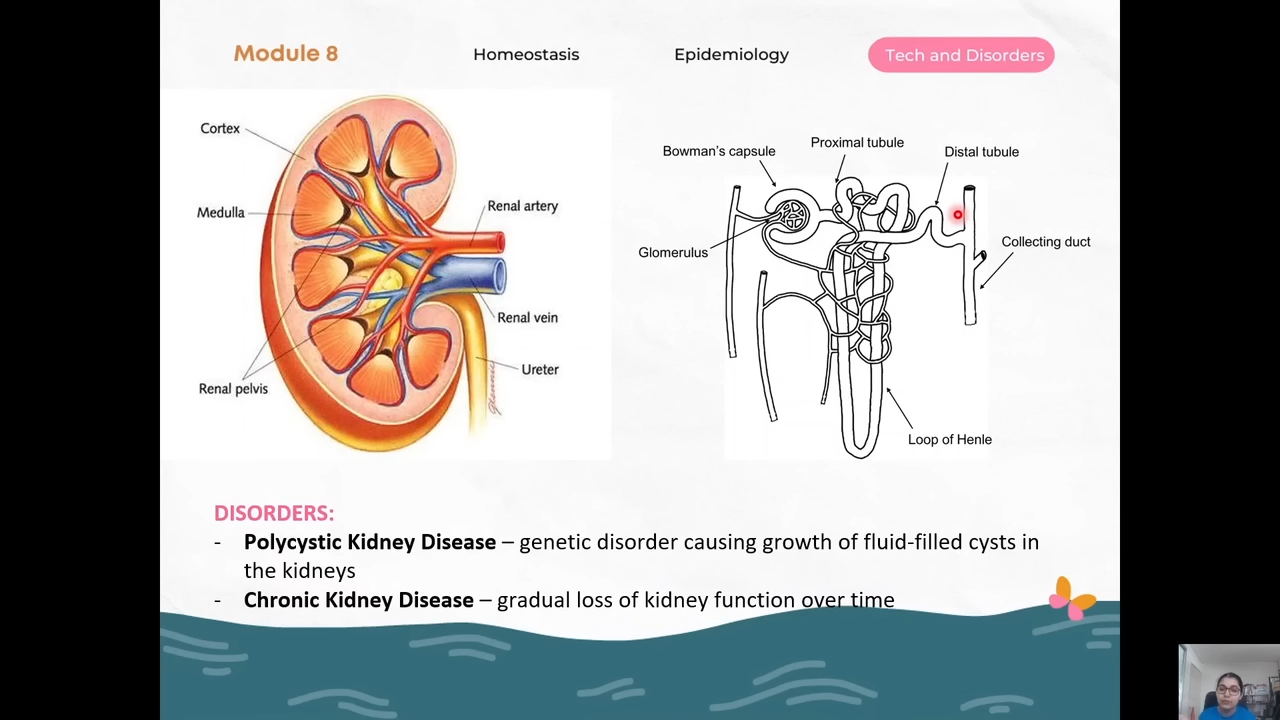 Module 8
Homeostasis
Epidemiology
Tech and Disorders
Cortex
Medulla
Renal artery
Renal vein
Ureter
Renal pelvis
Bowman's capsule
Proximal tubule
Distal tubule
Glomerulus
Collecting duct
Loop of Henle
DISORDERS:
- Polycystic Kidney Disease – genetic disorder causing growth of fluid-filled cysts in
the kidneys
- Chronic Kidney Disease – gradual loss of kidney function over time